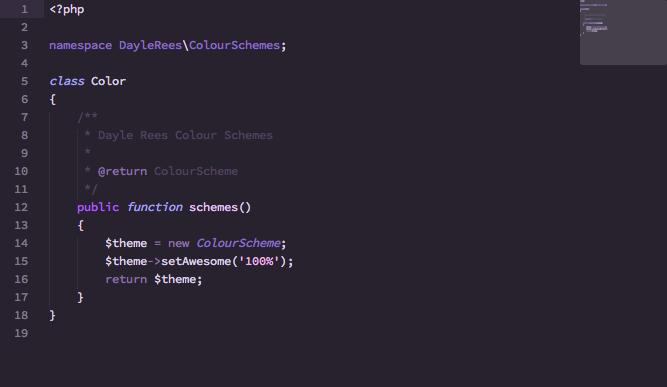 1 <?php
2
3 namespace DayleRees\ColourSchemes;
4
5 class Color
6 {
7     /**
8      * Dayle Rees Colour Schemes
9      *
10      * @return ColourScheme
11      */
12     public function schemes()
13     {
14         $theme = new ColourScheme;
15         $theme->setAwesome('100%');
16         return $theme;
17     }
18 }
19